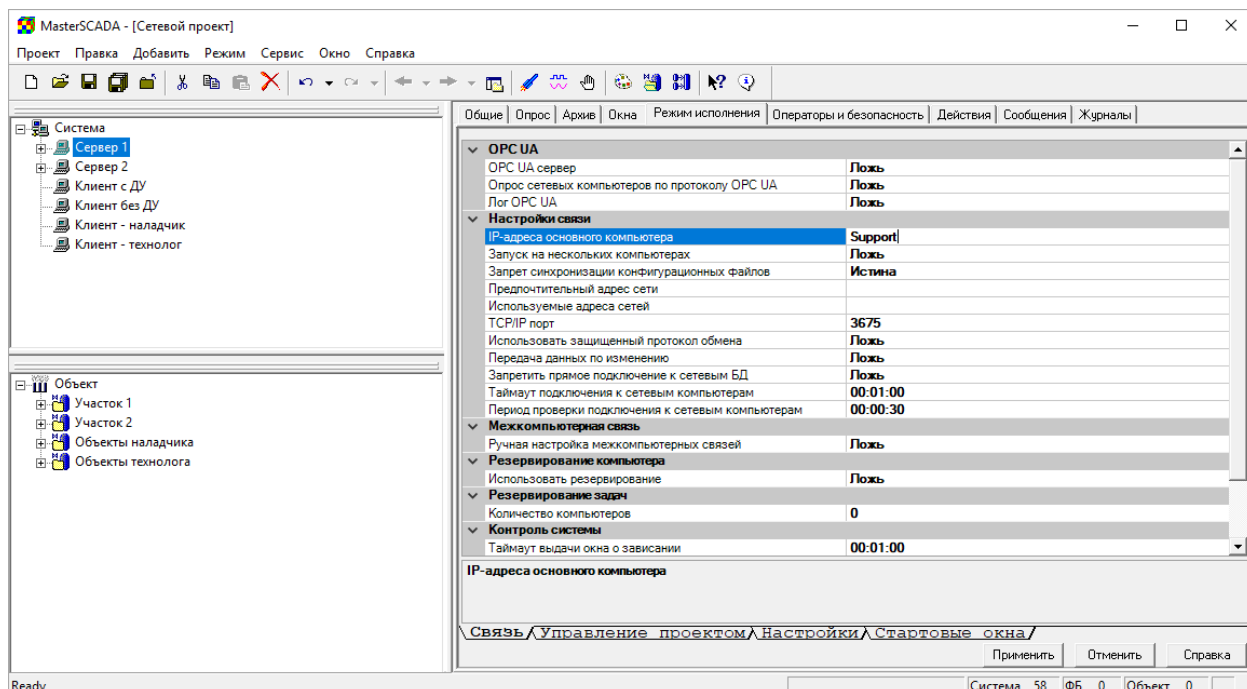 MasterSCADA - [Сетевой проект]
Проект Правка Добавить Режим Сервис Окно Справка
Система
Сервер 1
Сервер 2
Клиент с ДУ
Клиент без ДУ
Клиент - наладчик
Клиент - технолог
Объект
Участок 1
Участок 2
Объекты наладчика
Объекты технолога
Общие Опрос Архив Окна Режим исполнения Операторы и безопасность Действия Сообщения Журналы
OPC UA
OPC UA сервер Ложь
Опрос сетевых компьютеров по протоколу OPC UA Ложь
Лог OPC UA Ложь
Настройки связи
IP-адреса основного компьютера Support
Запуск на нескольких компьютерах Ложь
Запрет синхронизации конфигурационных файлов Истина
Предпочтительный адрес сети
Используемые адреса сетей
TCP/IP порт 3675
Использовать защищенный протокол обмена Ложь
Передача данных по изменению Ложь
Запретить прямое подключение к сетевым БД Ложь
Таймаут подключения к сетевым компьютерам 00:01:00
Период проверки подключения к сетевым компьютерам 00:00:30
Межкомпьютерная связь
Ручная настройка межкомпьютерных связей Ложь
Резервирование компьютера
Использовать резервирование Ложь
Резервирование задач
Количество компьютеров 0
Контроль системы
Таймаут выдачи окна о зависании 00:01:00
IP-адреса основного компьютера
Связь Управление проектом Настройки Стартовые окна
Применить Отменить Справка
Ready Система 58 ФБ 0 Объект 0